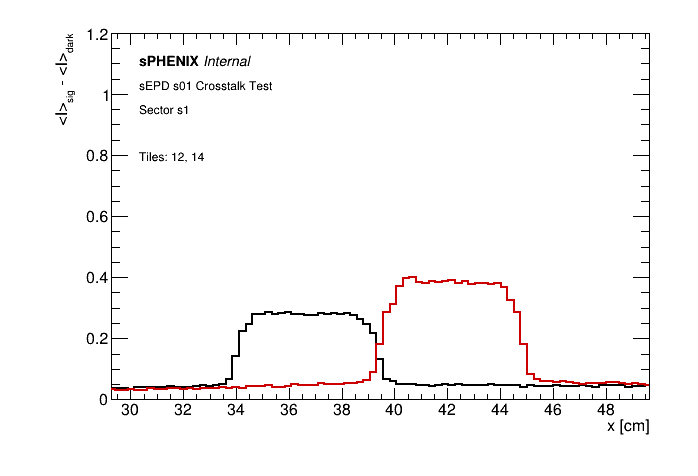 <I>sig - <I>dark
1.2
1
0.8
0.6
0.4
0.2
0
sPHENIX Internal
sEPD s01 Crosstalk Test
Sector s1
Tiles: 12, 14
30 32 34 36 38 40 42 44 46 48
x [cm]